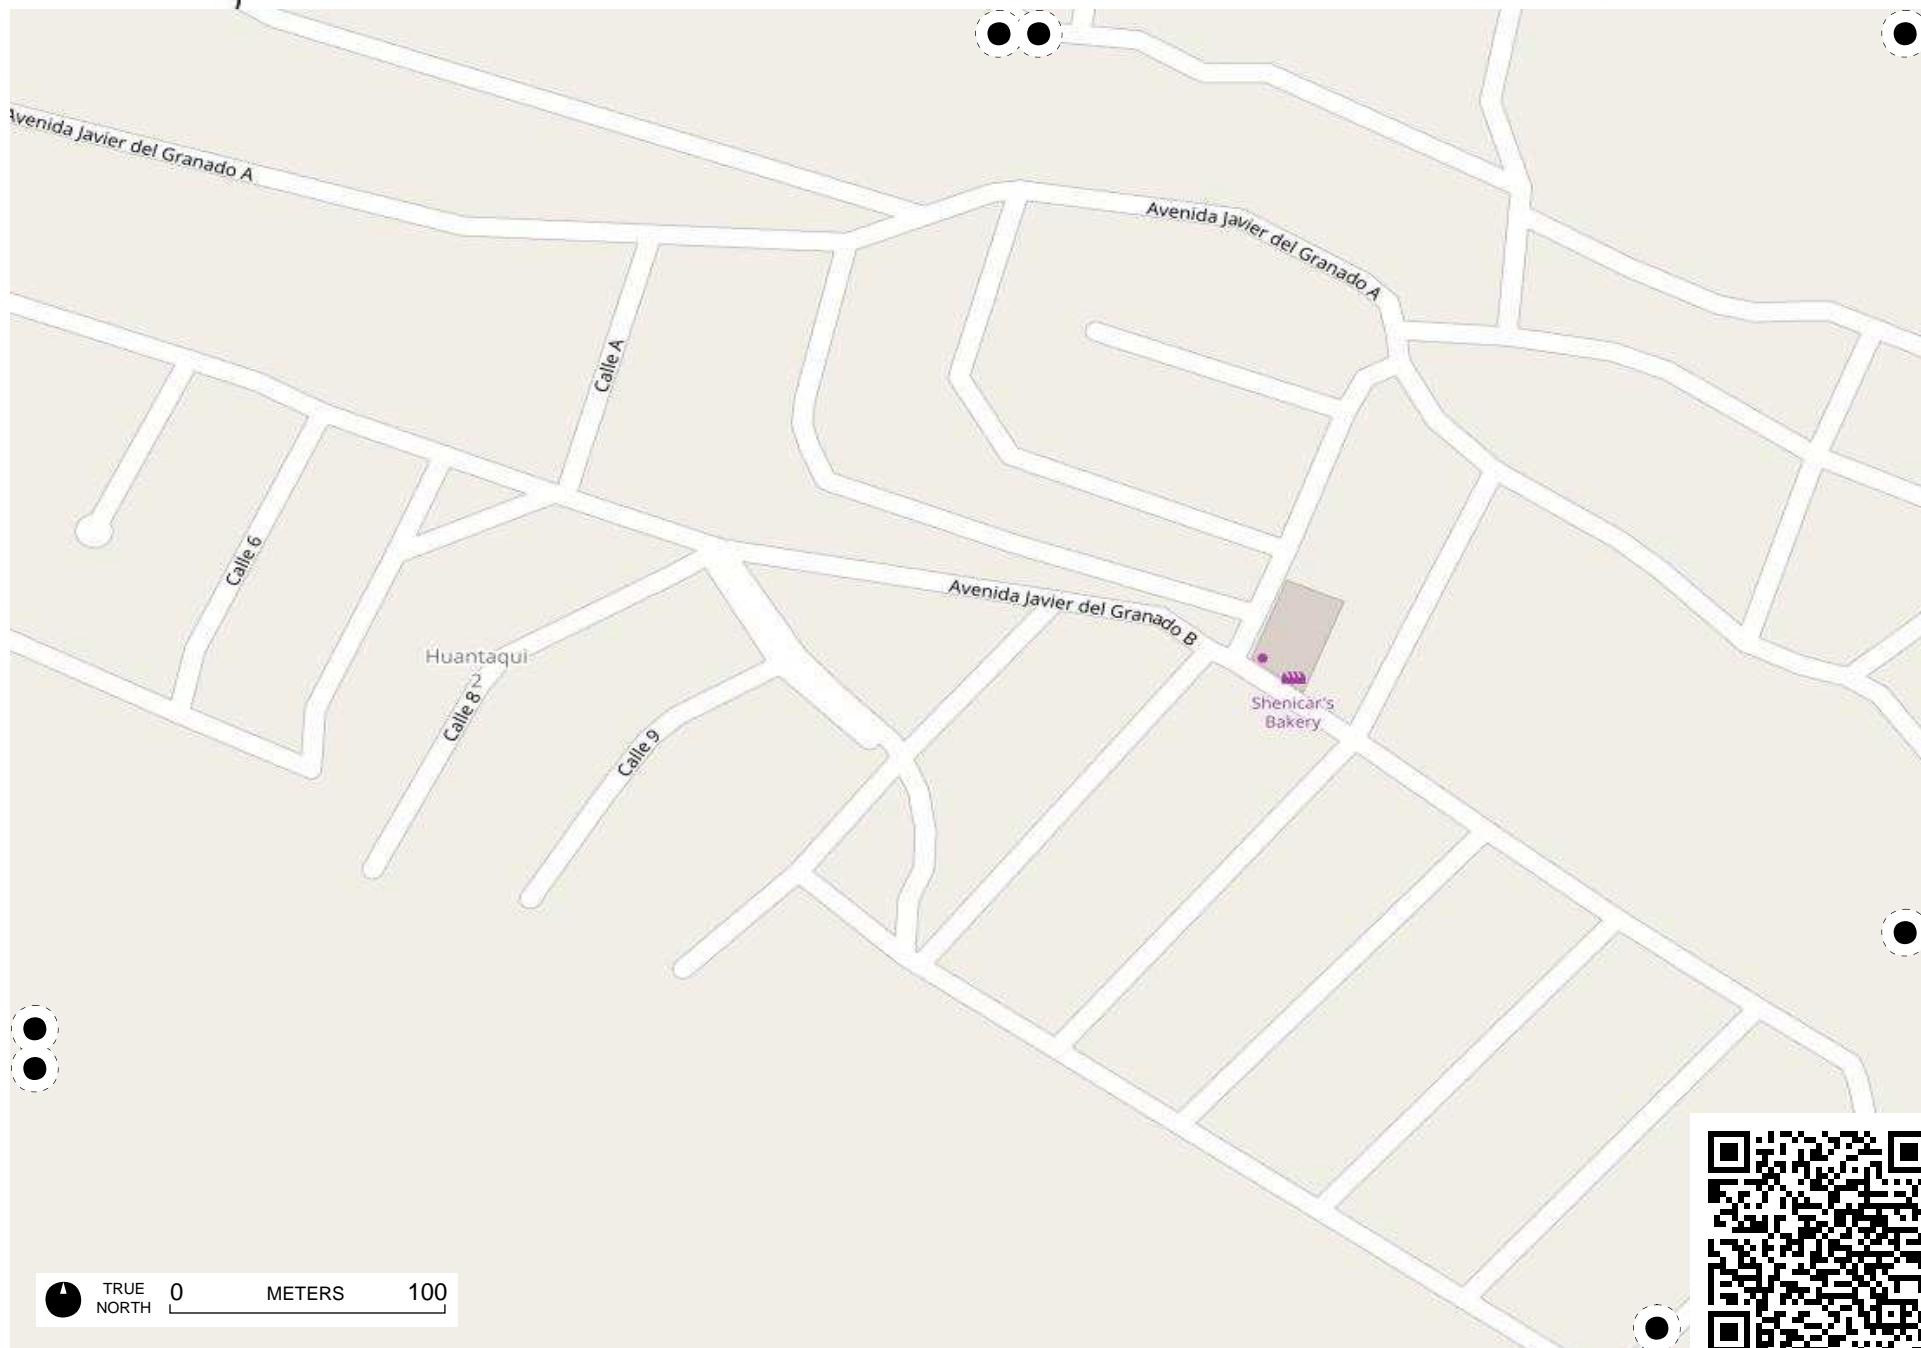 Avenida Javier del Granado A
Avenida Javier del Granado A
Calle A
Calle 6
Avenida Javier del Granado B
Huantaqui
2
Calle 8
Calle 9
Shenicar's
Bakery
TRUE
NORTH
0 METERS 100